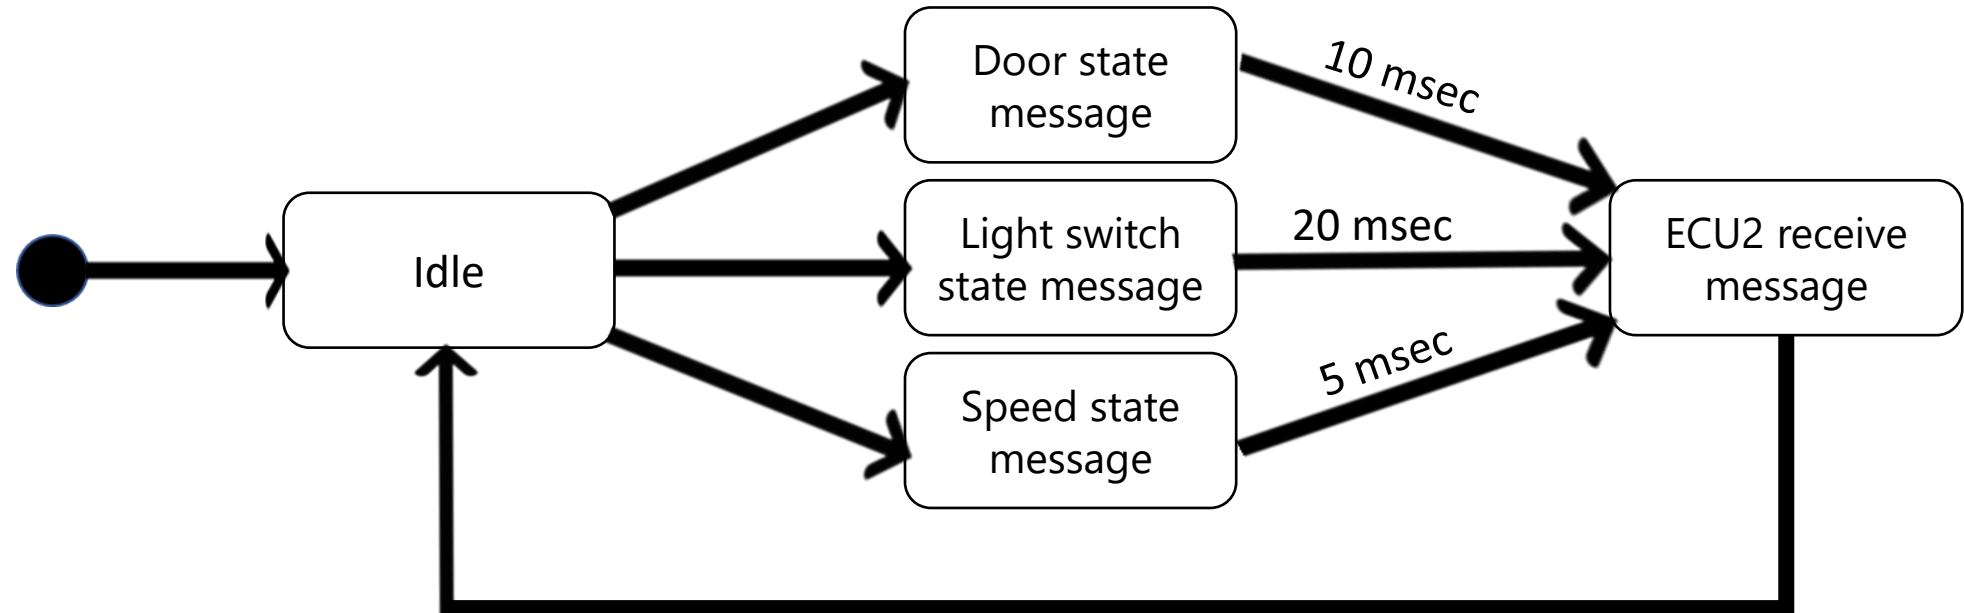 Idle
Door state
message
10 msec
Light switch
state message
20 msec
Speed state
message
5 msec
ECU2 receive
message